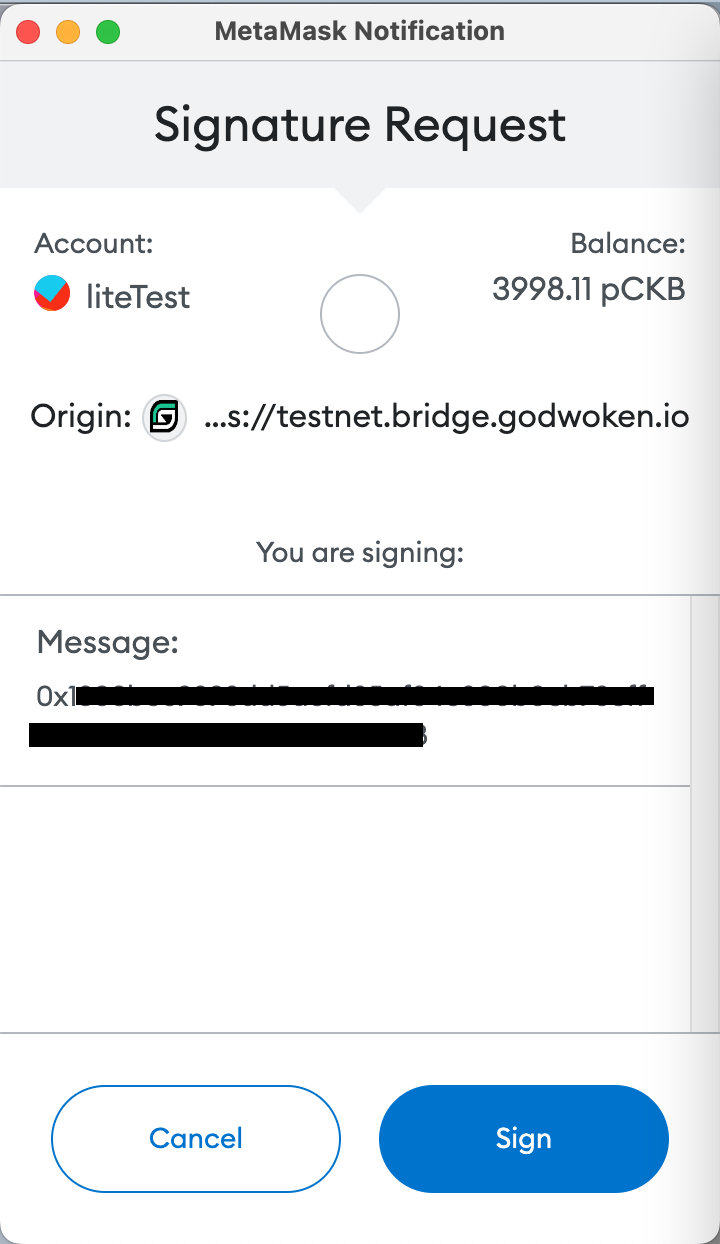 MetaMask Notification
Signature Request
Account:
Balance:
liteTest
3998.11 pCKB
Origin:
...s://testnet.bridge.godwoken.io
You are signing:
Message:
0x1
Cancel
Sign